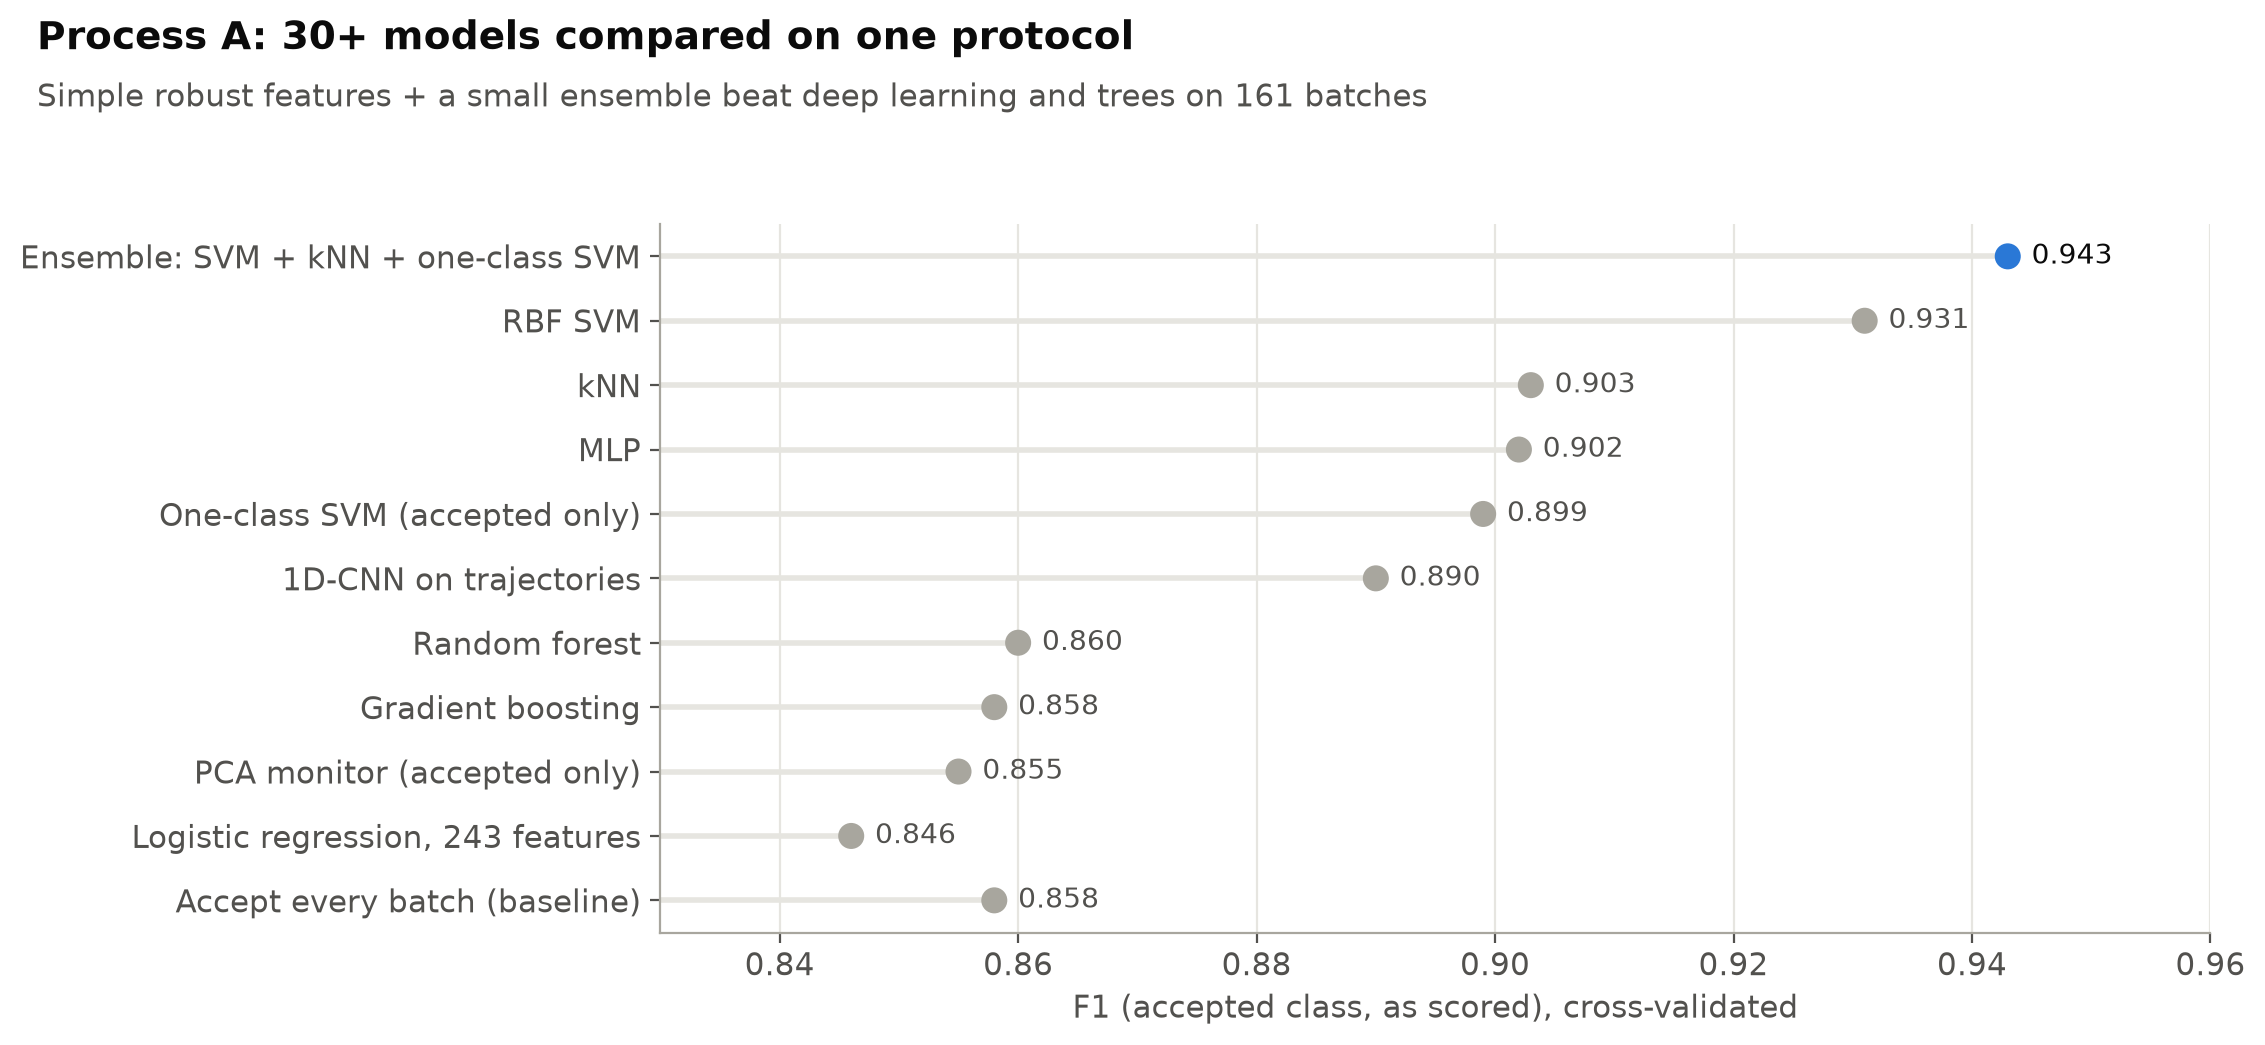 Process A: 30+ models compared on one protocol
Simple robust features + a small ensemble beat deep learning and trees on 161 batches
Ensemble: SVM + kNN + one-class SVM 0.943
RBF SVM 0.931
kNN 0.903
MLP 0.902
One-class SVM (accepted only) 0.899
1D-CNN on trajectories 0.890
Random forest 0.860
Gradient boosting 0.858
PCA monitor (accepted only) 0.855
Logistic regression, 243 features 0.846
Accept every batch (baseline) 0.858
0.84 0.86 0.88 0.90 0.92 0.94 0.96
F1 (accepted class, as scored), cross-validated